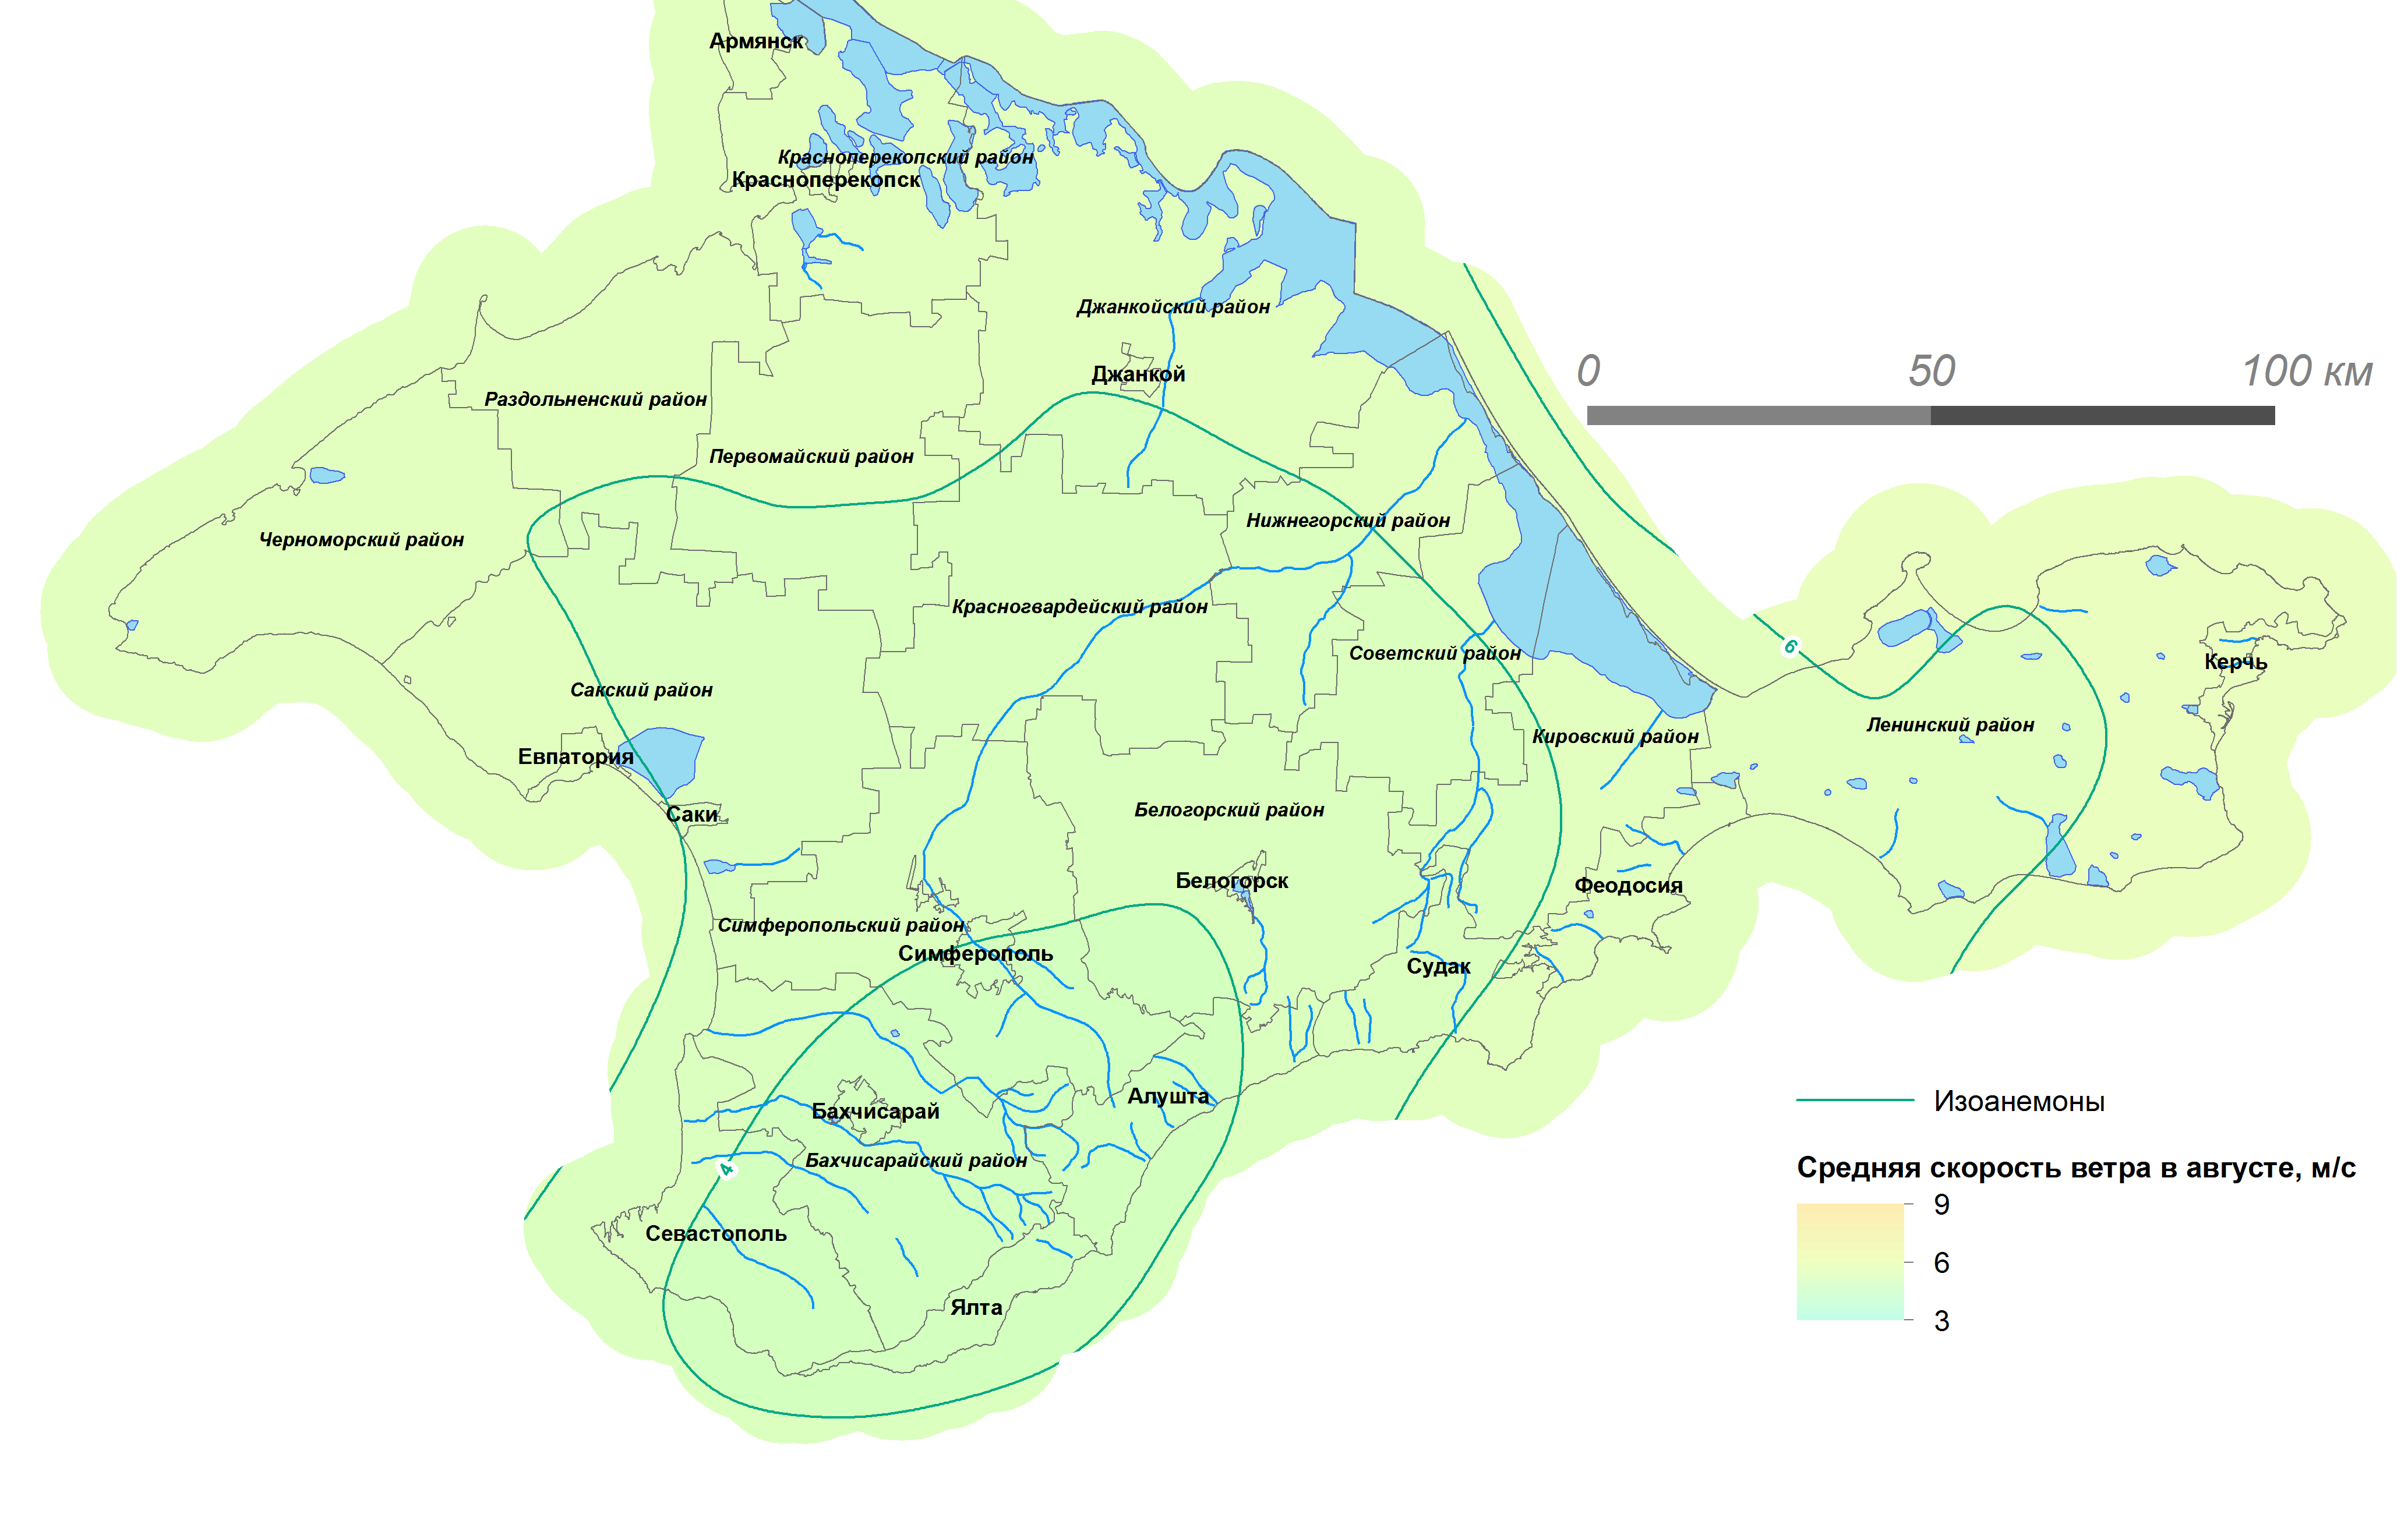 Армянск
Красноперекопский район
Красноперекопск
Джанкойский район
0
50
100 км
Джанкой
Раздольненский район
Первомайский район
Нижнегорский район
Черноморский район
Красногвардейский район
6
Советский район
Керчь
Сакский район
Ленинский район
Кировский район
Евпатория
Саки
Белогорский район
Белогорск
Феодосия
Симферопольский район
Симферополь
Судак
Алушта
Изоанемоны
Бахчисарай
Бахчисарайский район
4
Средняя скорость ветра в августе, м/с
9
Севастополь
6
Ялта
3